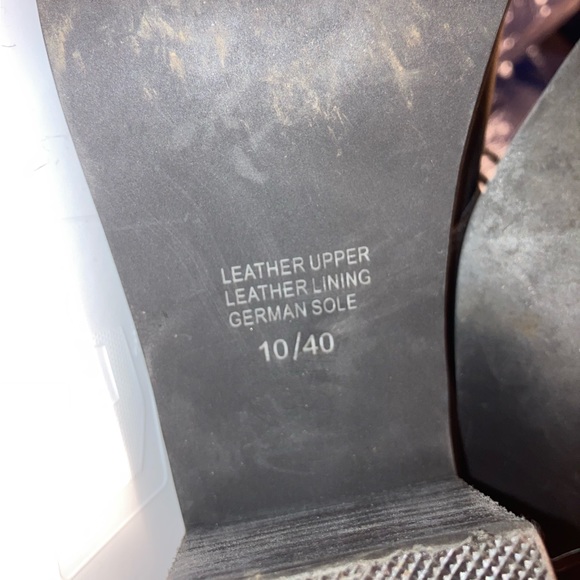 LEATHER UPPER
LEATHER LINING
GERMAN SOLE
10/40